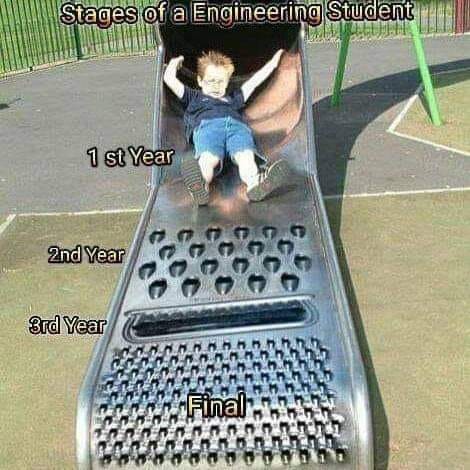 Stages of a Engineering Student
1 st Year
2nd Year
3rd Year
Final